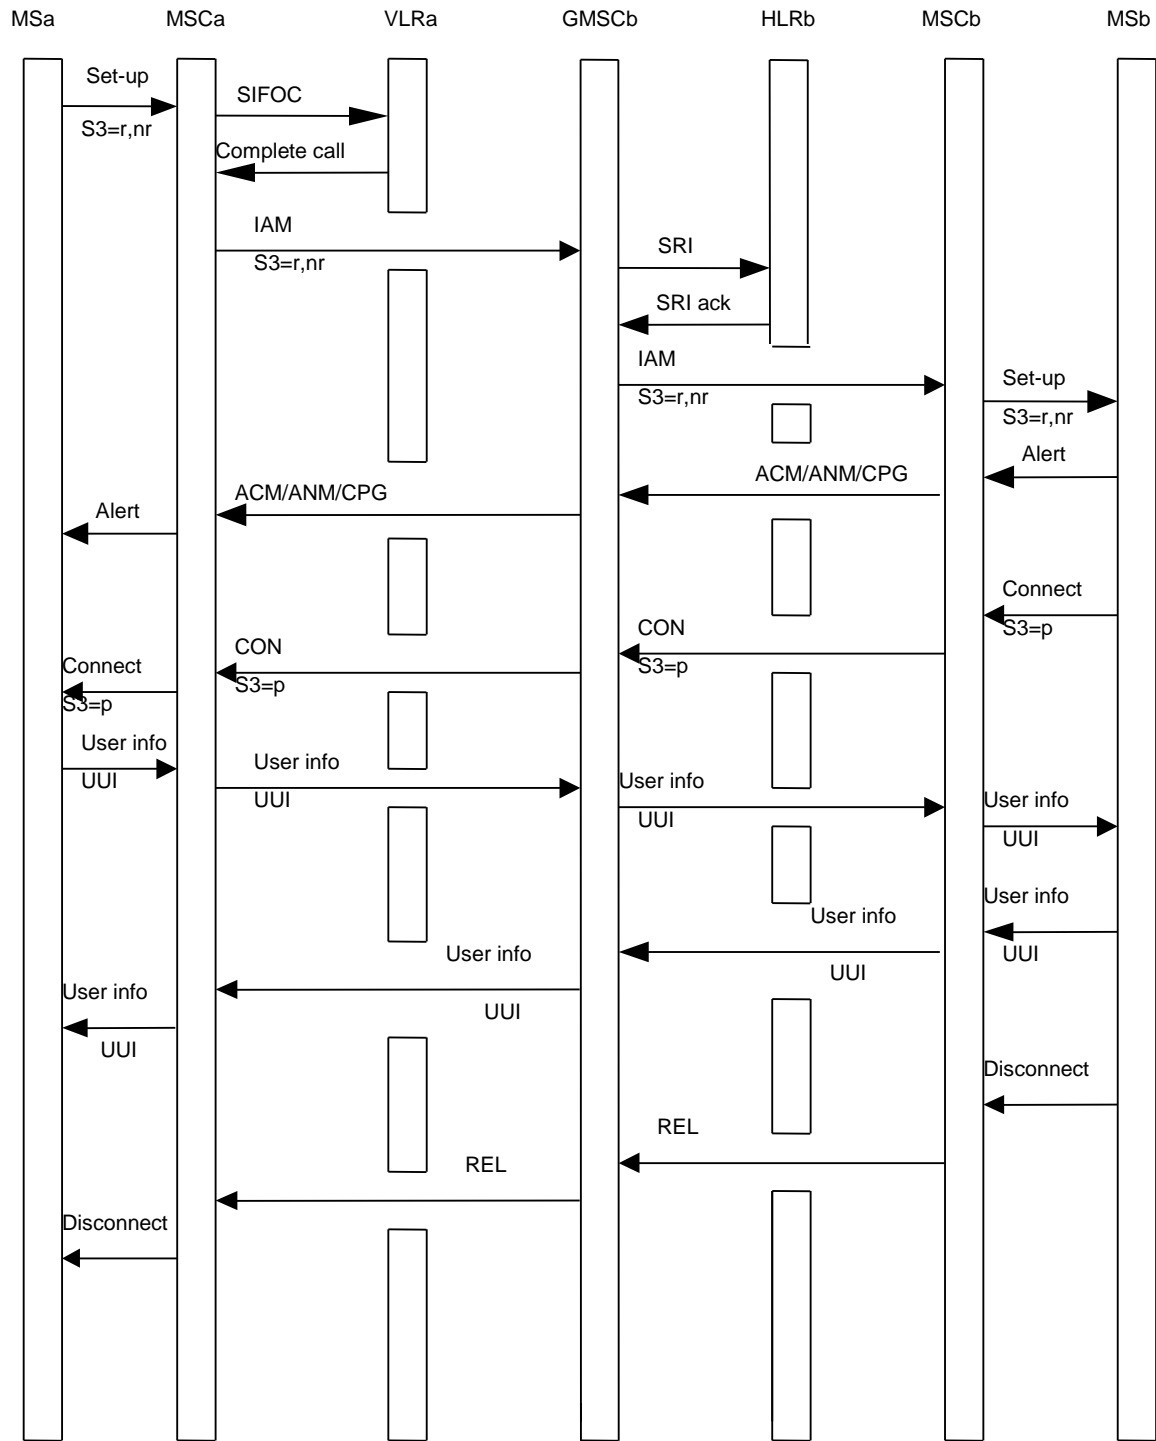 MSa MSCa VLRa GMSCb HLRb MSCb MSb
Set-up
SIFOC
S3=r,nr
Complete call
IAM
S3=r,nr
SRI
SRI ack
IAM
S3=r,nr
Set-up
S3=r,nr
Alert
ACM/ANM/CPG
ACM/ANM/CPG
Alert
Connect
S3=p
CON
S3=p
CON
S3=p
Connect
S3=p
User info
UUI
User info
UUI
User info
UUI
User info
UUI
User info
UUI
User info
UUI
User info
UUI
User info
UUI
Disconnect
REL
REL
Disconnect